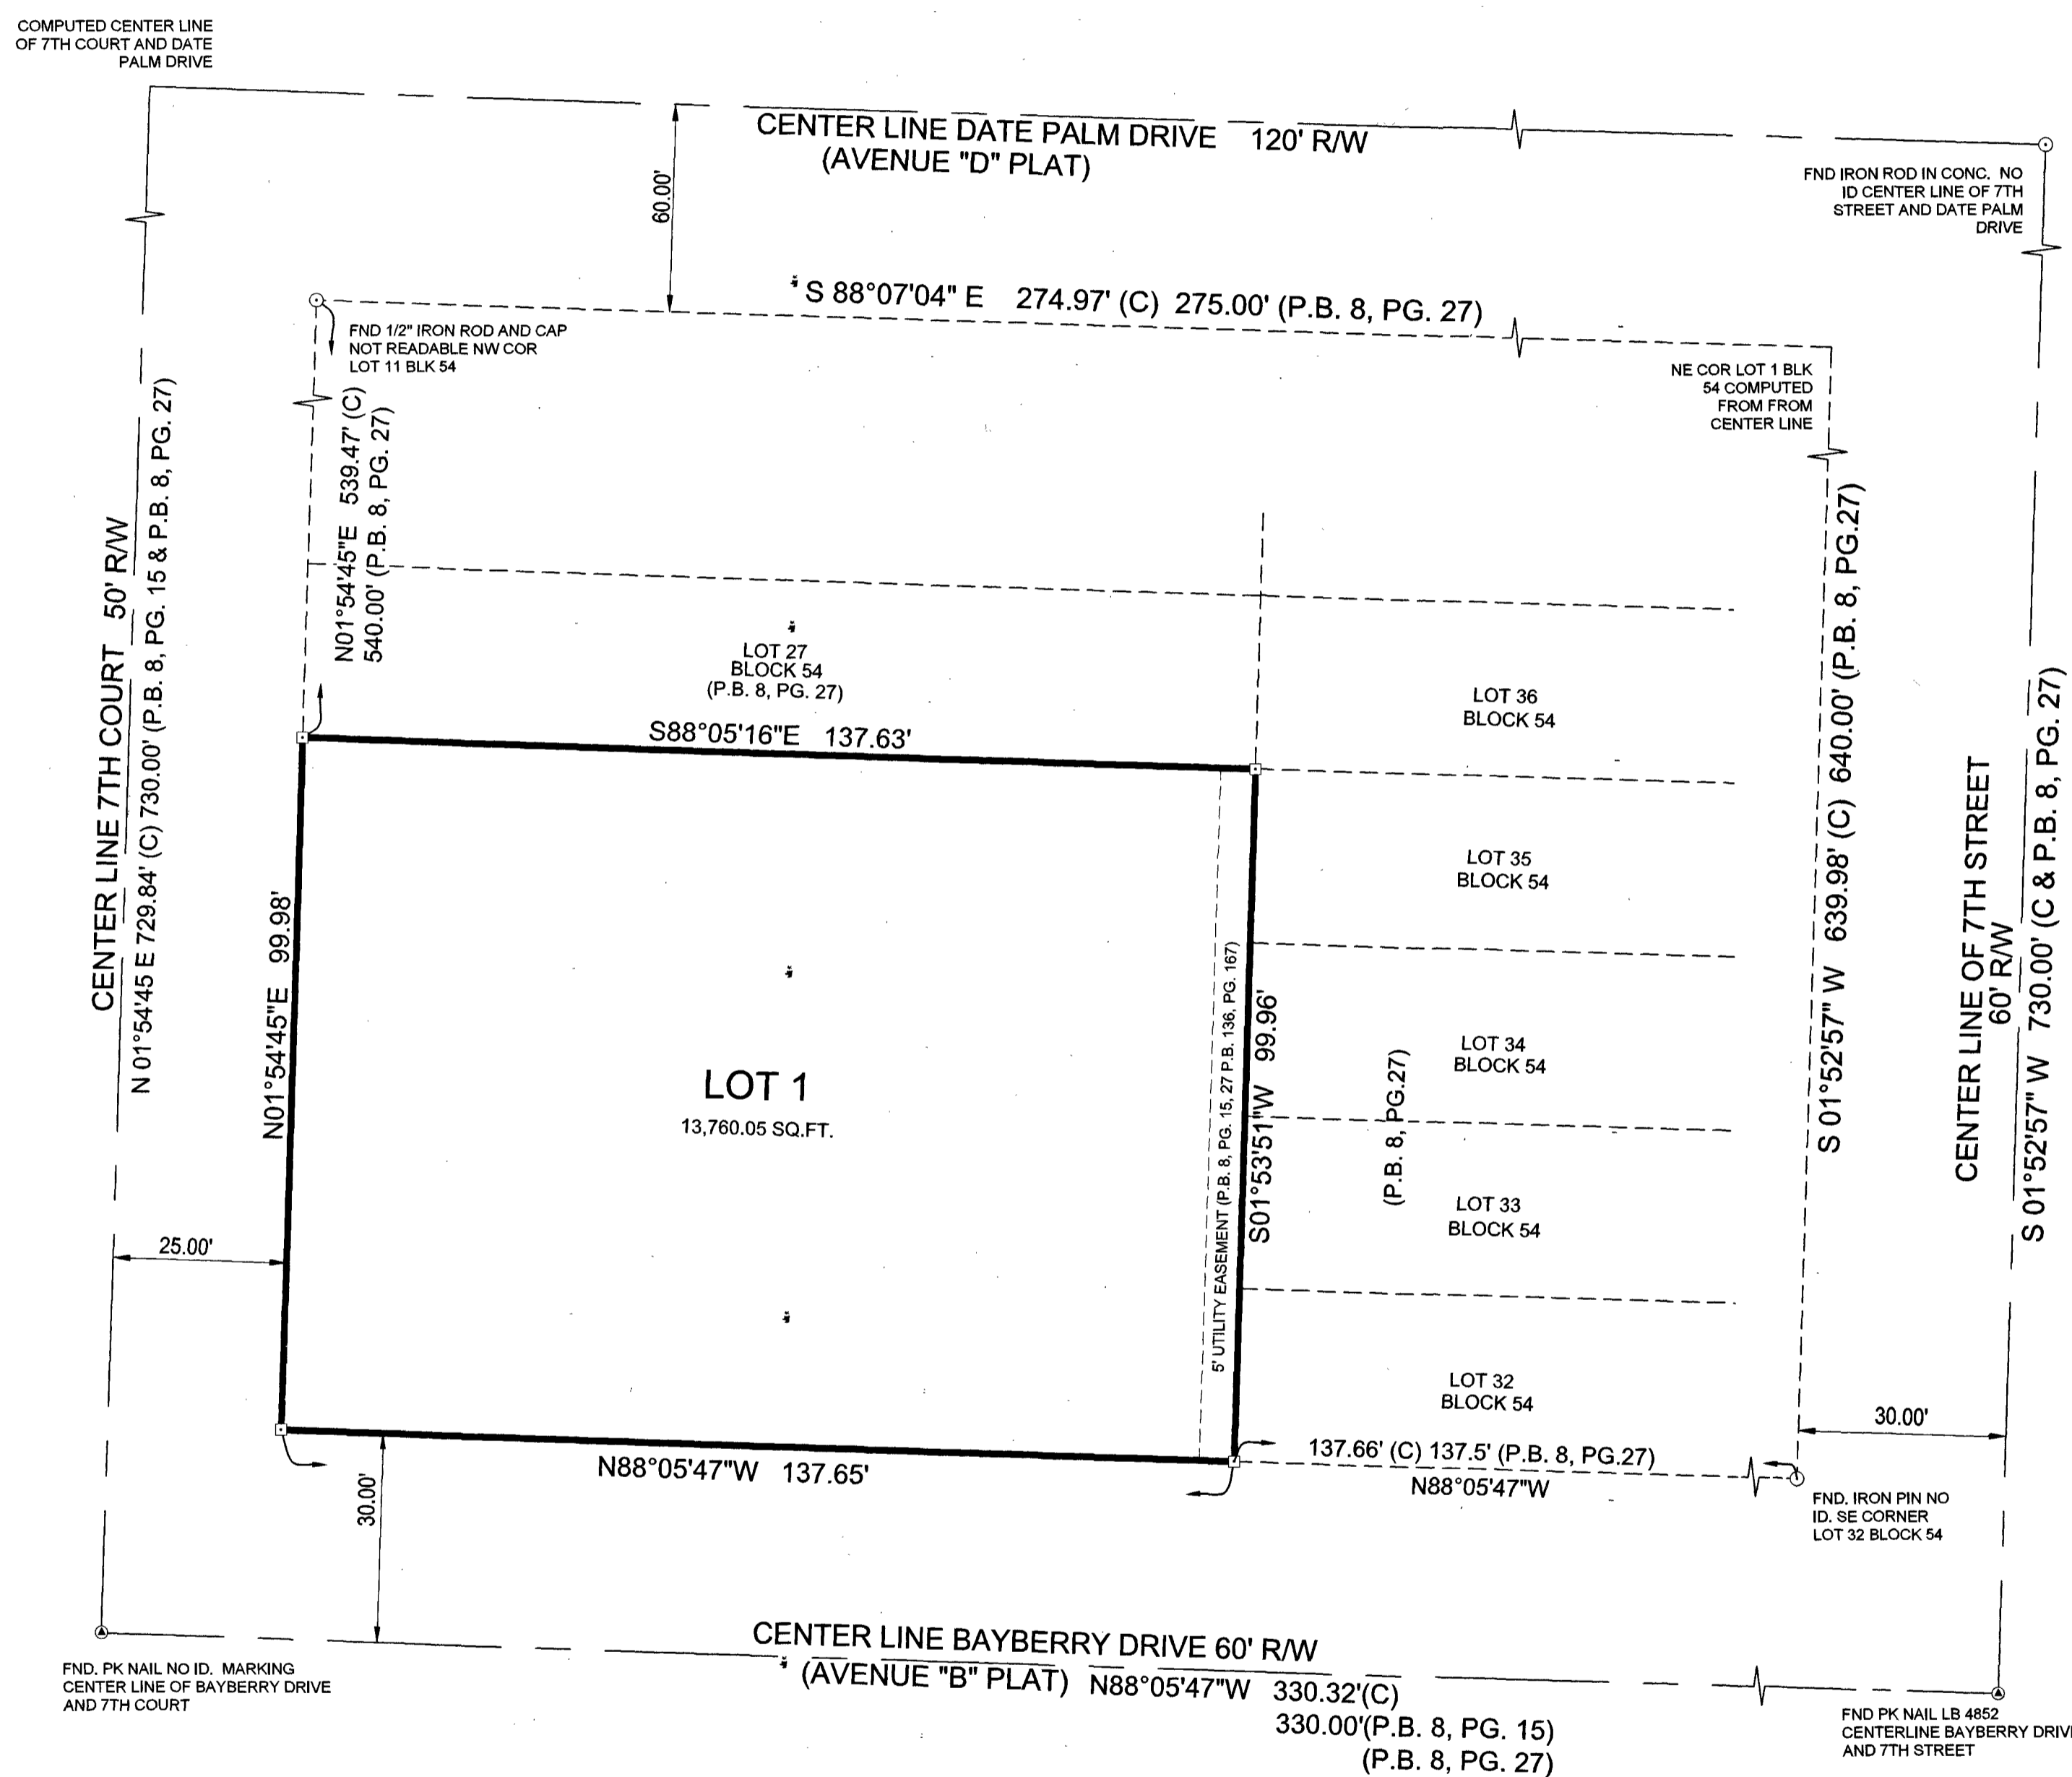 COMPUTED CENTER LINE
OF 7TH COURT AND DATE
PALM DRIVE
CENTER LINE DATE PALM DRIVE 120' R/W
(AVENUE "D" PLAT)
60.00'
FND IRON ROD IN CONC. NO
ID CENTER LINE OF 7TH
STREET AND DATE PALM
DRIVE
S 88°07'04" E 274.97' (C) 275.00' (P.B. 8, PG. 27)
FND 1/2" IRON ROD AND CAP
NOT READABLE NW COR
LOT 11 BLK 54
NE COR LOT 1 BLK
54 COMPUTED
FROM FROM
CENTER LINE
N01°54'45"E 539.47' (C)
540.00' (P.B. 8, PG. 27)
CENTER LINE 7TH COURT 50' R/W
N 01°54'45 E 729.84' (C) 730.00' (P.B. 8, PG. 15 & P.B. 8, PG. 27)
LOT 27
BLOCK 54
(P.B. 8, PG. 27)
LOT 36
BLOCK 54
S88°05'16"E 137.63'
LOT 35
BLOCK 54
N01°54'45"E 99.98'
LOT 1
13,760.05 SQ.FT.
5' UTILITY EASEMENT (P.B. 8, PG. 15, 27 P.B. 136, PG. 167)
S01°53'51"W 99.96'
LOT 34
BLOCK 54
(P.B. 8, PG.27)
LOT 33
BLOCK 54
S 01°52'57" W 639.98' (C) 640.00' (P.B. 8, PG.27)
CENTER LINE OF 7TH STREET
60' R/W
S 01°52'57" W 730.00' (C & P.B. 8, PG. 27)
25.00'
LOT 32
BLOCK 54
30.00'
137.66' (C) 137.5' (P.B. 8, PG.27)
N88°05'47"W
N88°05'47"W 137.65'
30.00'
FND. IRON PIN NO
ID. SE CORNER
LOT 32 BLOCK 54
CENTER LINE BAYBERRY DRIVE 60' R/W
(AVENUE "B" PLAT) N88°05'47"W 330.32'(C)
330.00'(P.B. 8, PG. 15)
(P.B. 8, PG. 27)
FND. PK NAIL NO ID. MARKING
CENTER LINE OF BAYBERRY DRIVE
AND 7TH COURT
FND PK NAIL LB 4852
CENTERLINE BAYBERRY DRIV
AND 7TH STREET